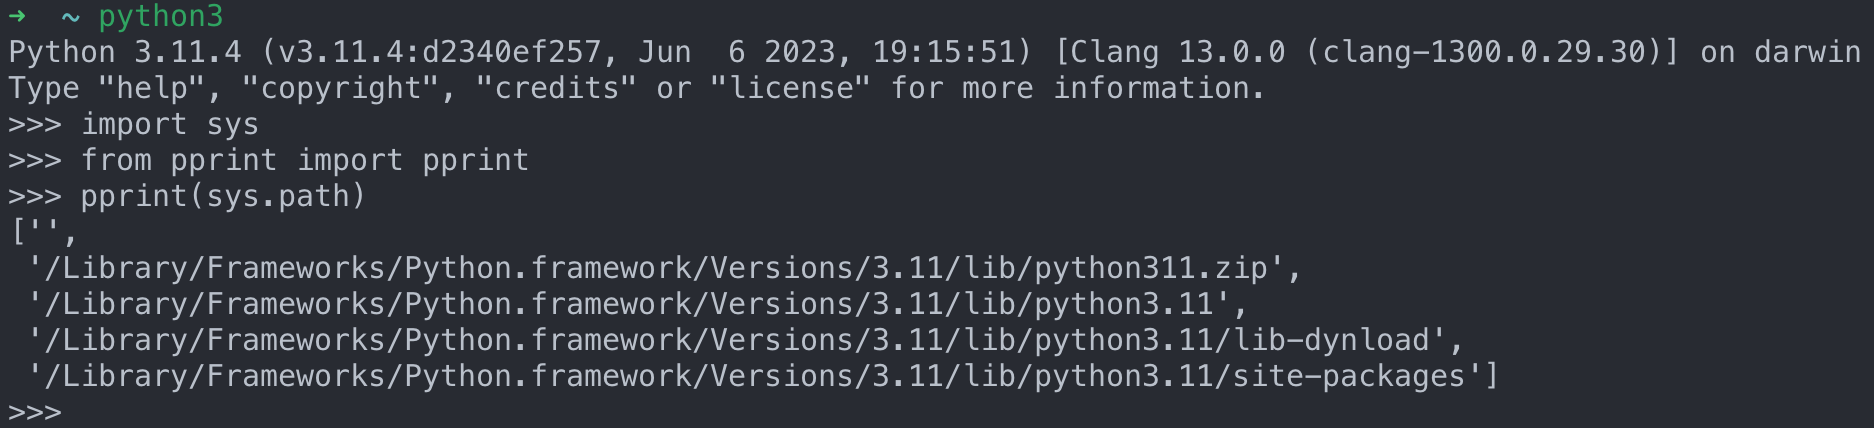 → ~ python3
Python 3.11.4 (v3.11.4:d2340ef257, Jun  6 2023, 19:15:51) [Clang 13.0.0 (clang-1300.0.29.30)] on darwin
Type "help", "copyright", "credits" or "license" for more information.
>>> import sys
>>> from pprint import pprint
>>> pprint(sys.path)
['',
 '/Library/Frameworks/Python.framework/Versions/3.11/lib/python311.zip',
 '/Library/Frameworks/Python.framework/Versions/3.11/lib/python3.11',
 '/Library/Frameworks/Python.framework/Versions/3.11/lib/python3.11/lib-dynload',
 '/Library/Frameworks/Python.framework/Versions/3.11/lib/python3.11/site-packages']
>>>